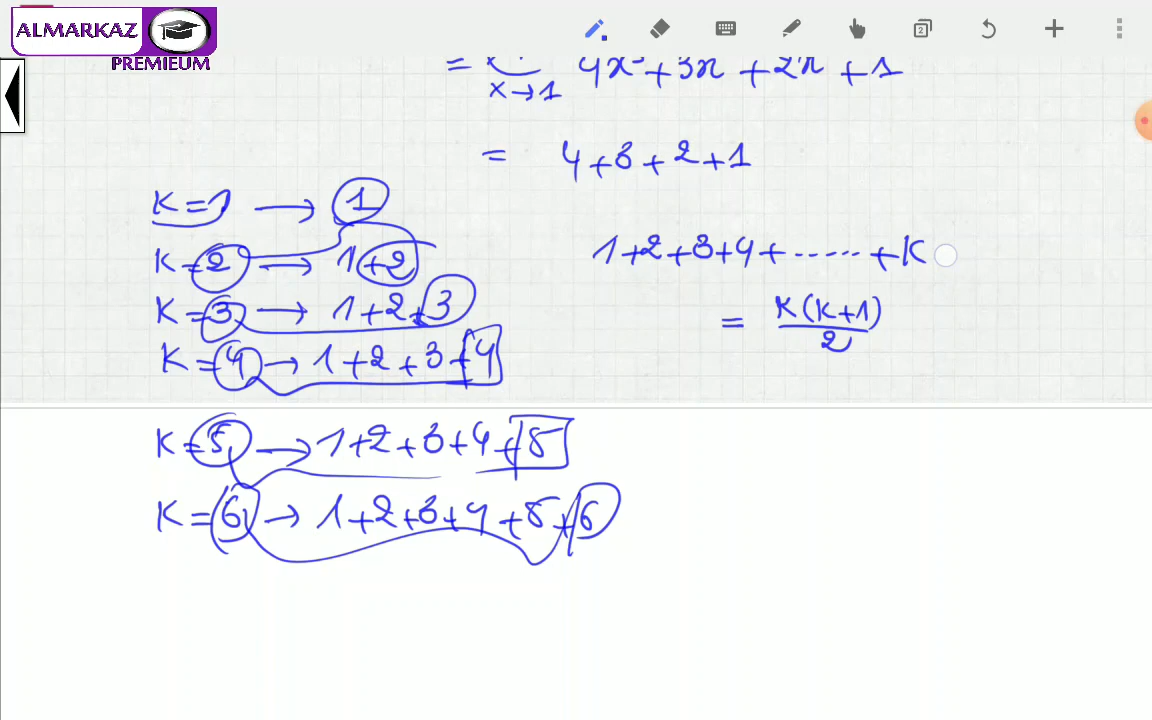 ALMARKAZ
PREMIEUM
2
= x→1 4x³+3x +2x +1
= 4+3+2+1
K=1 → 1
K=2 → 1+2
K=3 → 1+2+3
K=4 → 1+2+3+4
1+2+3+4+.....+K
= K(K+1)/2
K=5 → 1+2+3+4+5
K=6 → 1+2+3+4+5+6